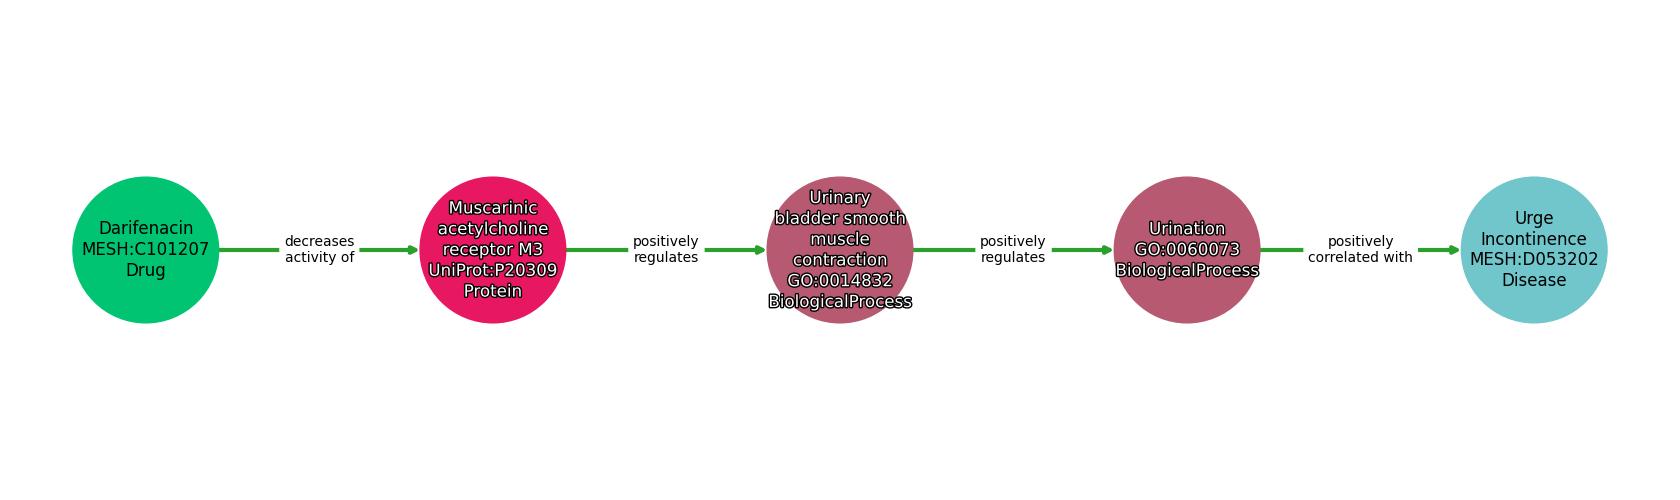 Darifenacin
MESH:C101207
Drug
decreases
activity of
Muscarinic
acetylcholine
receptor M3
UniProt:P20309
Protein
positively
regulates
Urinary
bladder smooth
muscle
contraction
GO:0014832
BiologicalProcess
positively
regulates
Urination
GO:0060073
BiologicalProcess
positively
correlated with
Urge
Incontinence
MESH:D053202
Disease